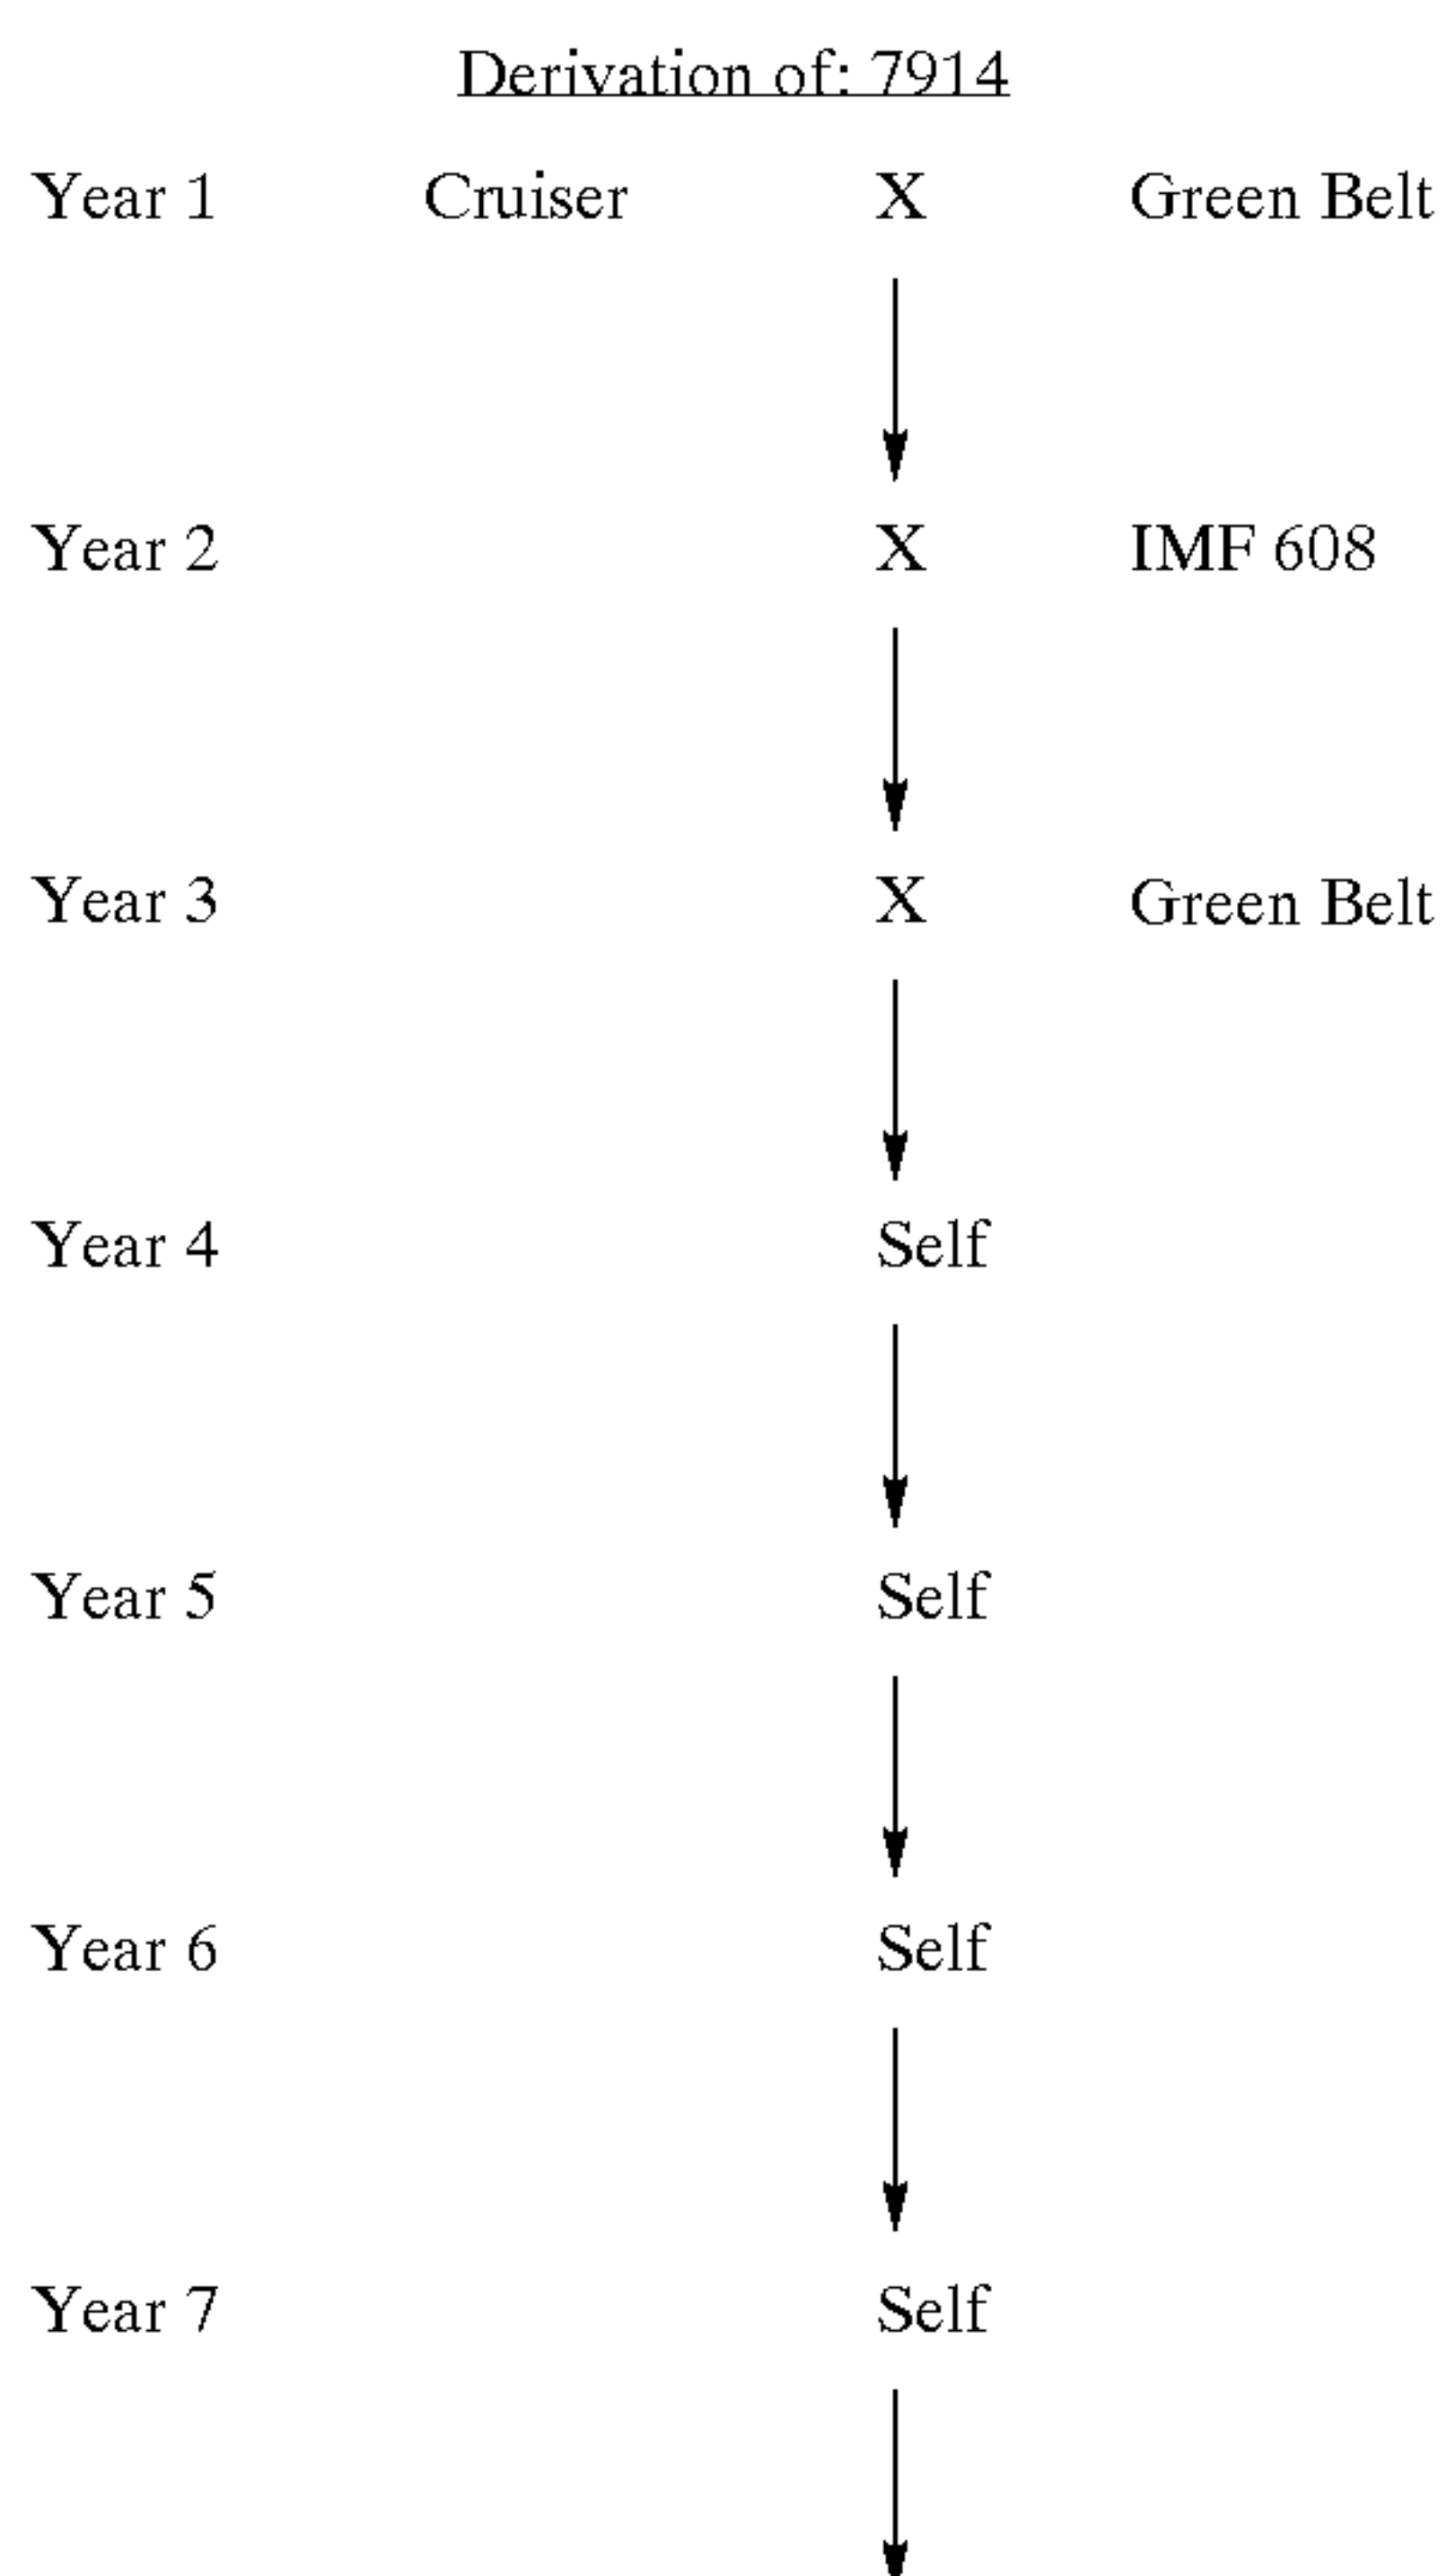 Derivation of: 7914
Year 1 Cruiser X Green Belt
Year 2 X IMF 608
Year 3 X Green Belt
Year 4 Self
Year 5 Self
Year 6 Self
Year 7 Self